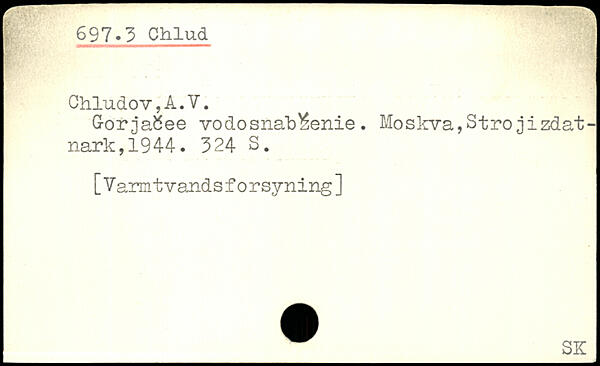 697.3 Chlud
Chludov,A.V.
Gorjačee vodosnabženie. Moskva,Strojizdat-
nark,1944. 324 S.
[Varmtvandsforsyning]
SK